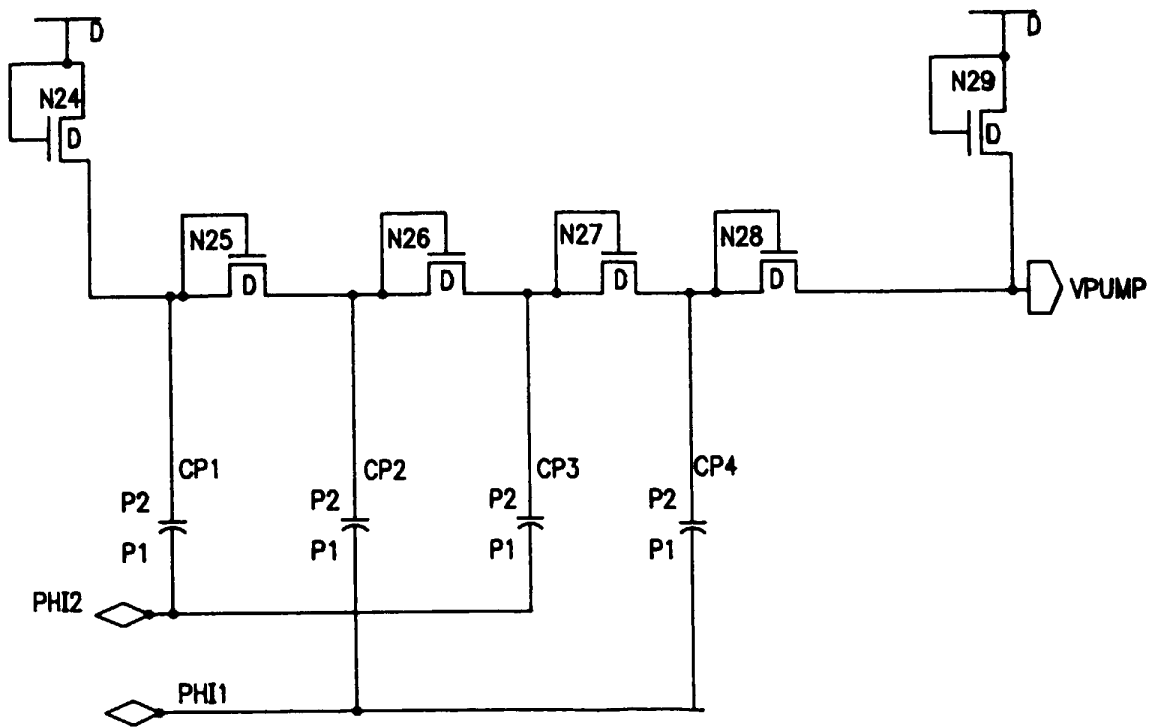 D D
N24 N29
D D
N25 N26 N27 N28
D D D D
VPUMP
CP1 CP2 CP3 CP4
P2 P2 P2 P2
P1 P1 P1 P1
PHI2
PHI1